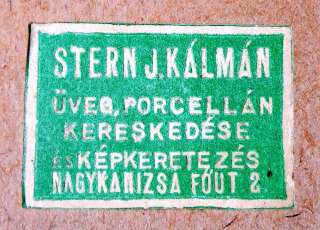 STERN J. KÁLMÁN
ÜVEG, PORCELLÁN
KERESKEDÉSE
ÉS KÉPKERETEZÉS
NAGYKANIZSA FŐUT 2.